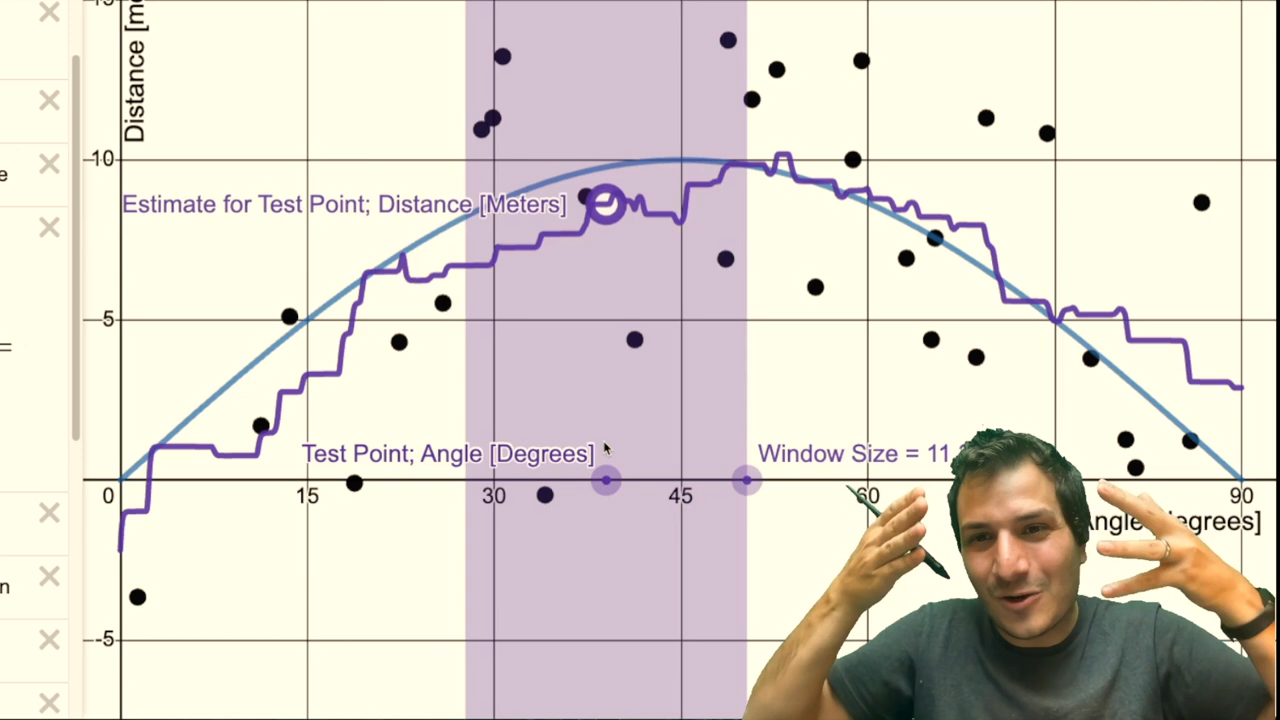 Distance [me
10
Estimate for Test Point; Distance [Meters]
e
5
=
Test Point; Angle [Degrees]
Window Size = 11
0
15
30
45
60
90
Angle [Degrees]
n
-5